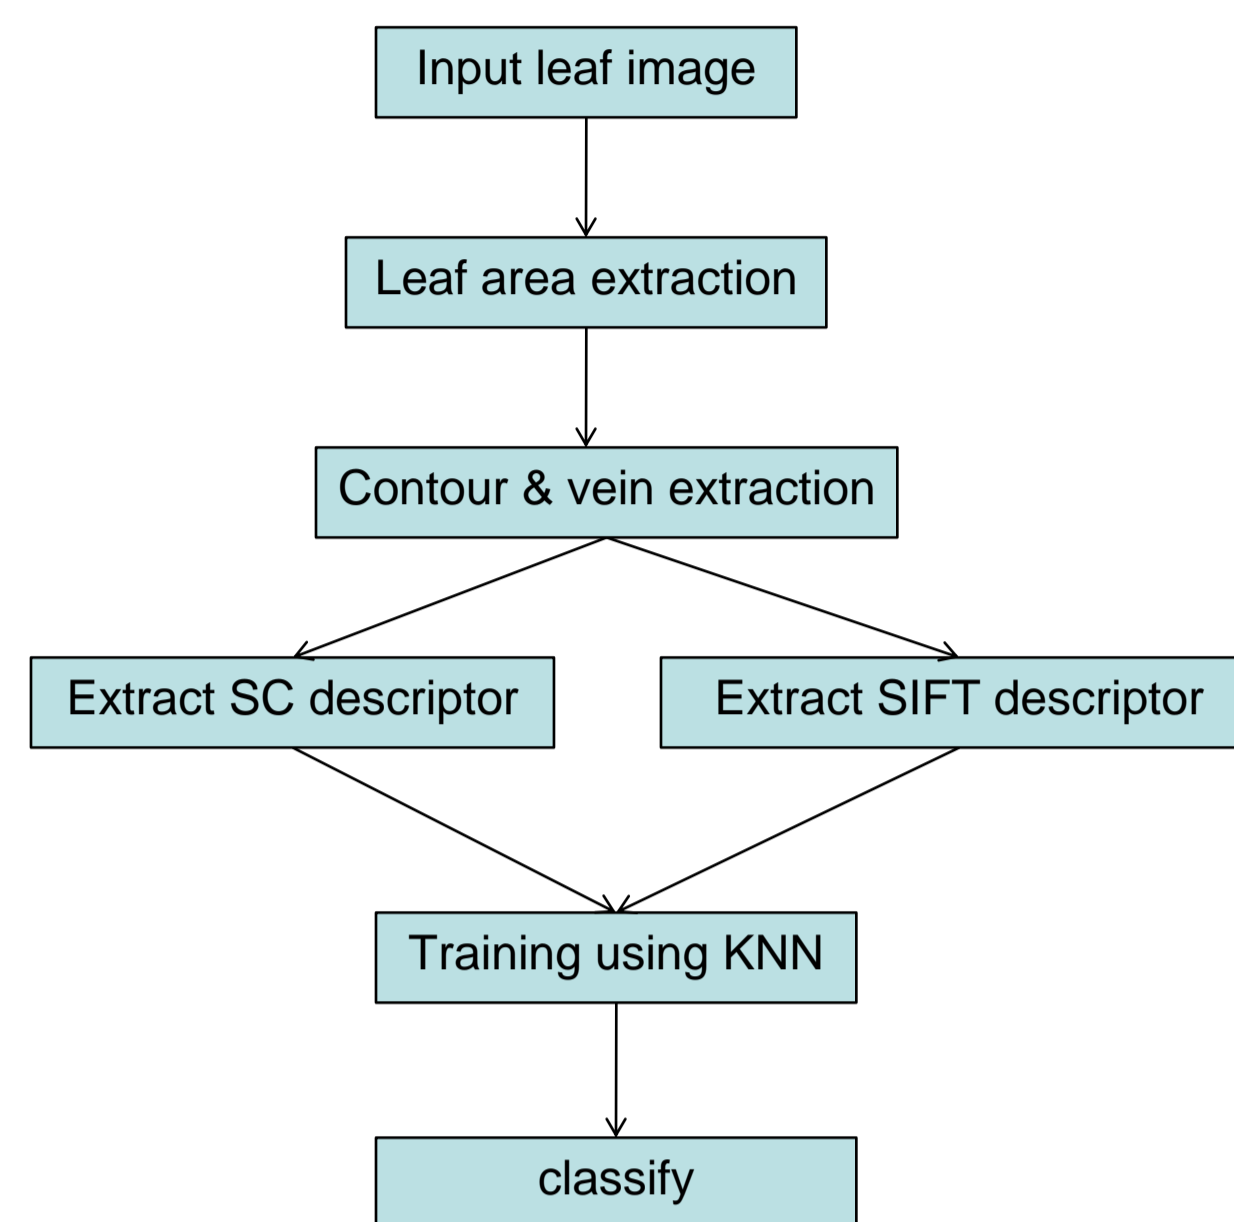 Input leaf image
Leaf area extraction
Contour & vein extraction
Extract SC descriptor
Extract SIFT descriptor
Training using KNN
classify